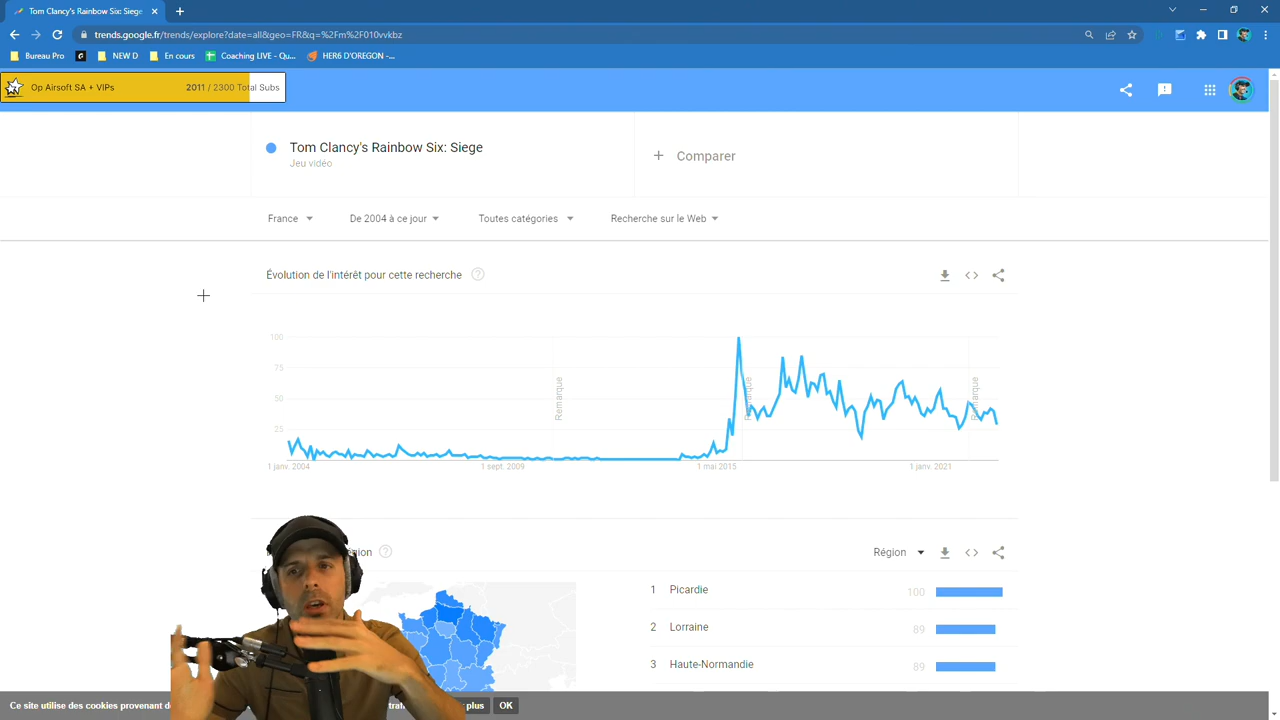 Tom Clancy's Rainbow Six: Siege
trends.google.fr/trends/explore?date=all&geo=FR&q=%2Fm%2F010vvkbz
Bureau Pro
NEW D
En cours
Coaching LIVE - Qu...
HER6 D'OREGON -...
Op Airsoft SA + VIPs
2011 / 2300 Total Subs
Tom Clancy's Rainbow Six: Siege
Jeu vidéo
+ Comparer
France
De 2004 à ce jour
Toutes catégories
Recherche sur le Web
Évolution de l'intérêt pour cette recherche
100
75
50
25
Remarque
Remarque
1 janv. 2004
1 sept. 2009
1 mai 2015
1 janv. 2021
Région
1 Picardie 100
2 Lorraine 89
3 Haute-Normandie 89
Ce site utilise des cookies provenant
plus
OK